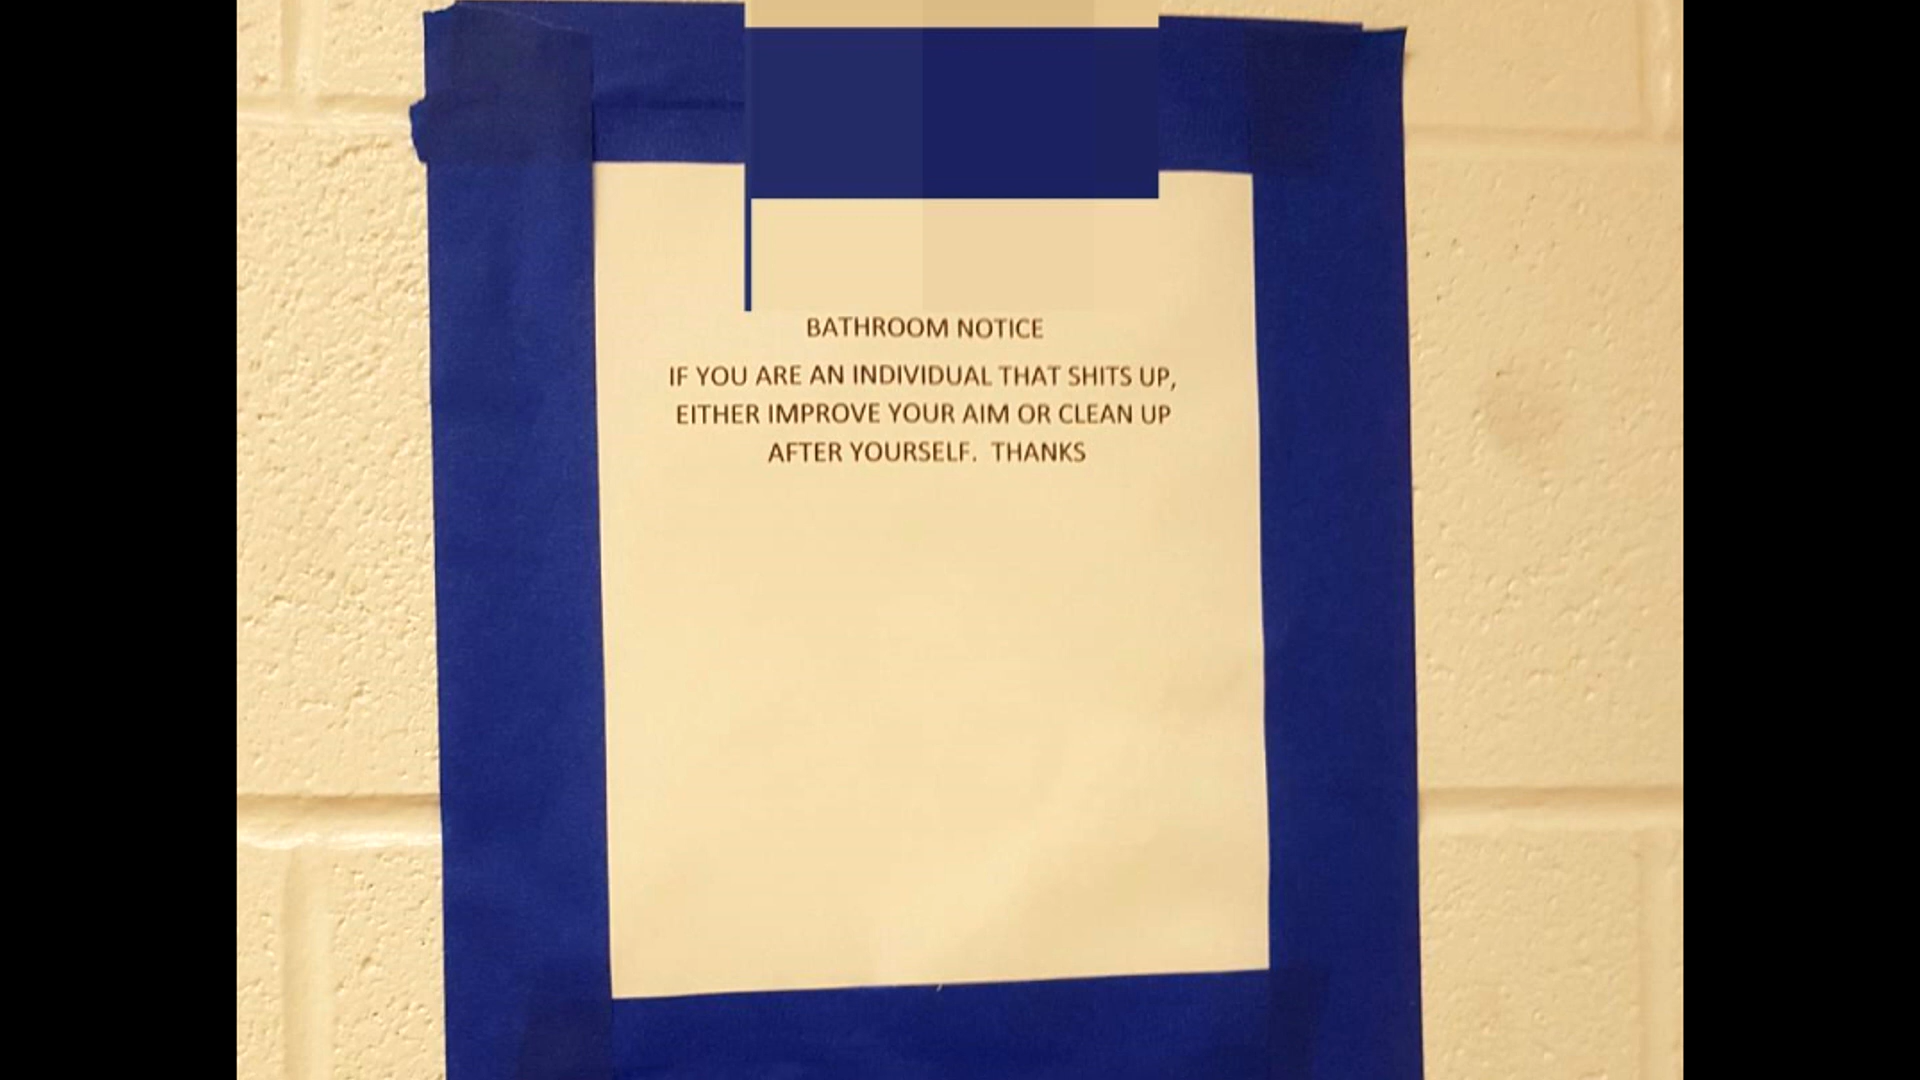 BATHROOM NOTICE
IF YOU ARE AN INDIVIDUAL THAT SHITS UP,
EITHER IMPROVE YOUR AIM OR CLEAN UP
AFTER YOURSELF.  THANKS